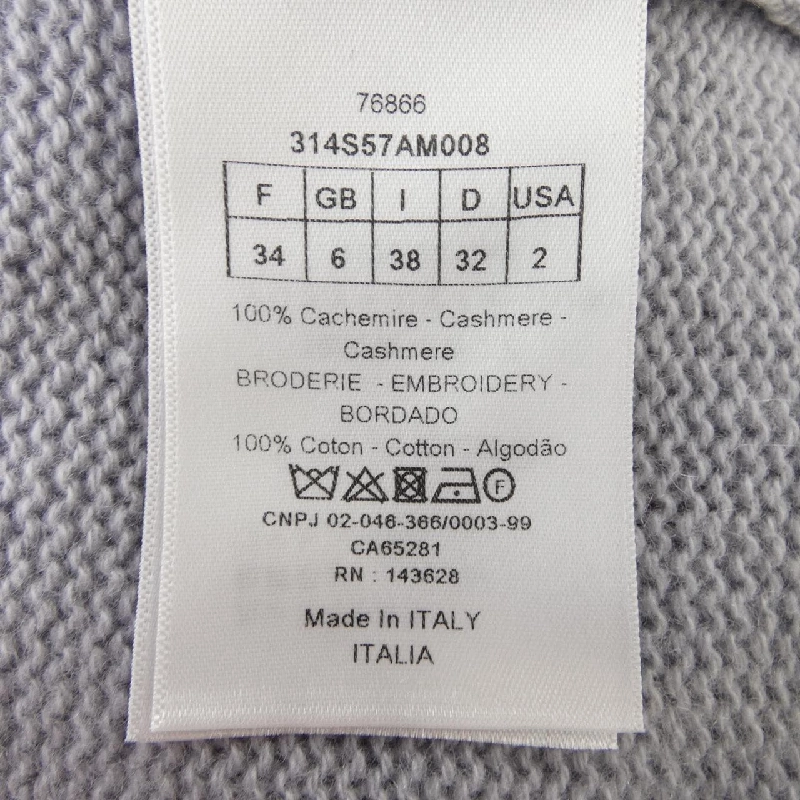 76866
314S57AM008
F GB I D USA
34 6 38 32 2
100% Cachemire - Cashmere -
Cashmere
BRODERIE - EMBROIDERY -
BORDADO
100% Coton - Cotton - Algodão
F
CNPJ 02-046-366/0003-99
CA65281
RN : 143628
Made In ITALY
ITALIA